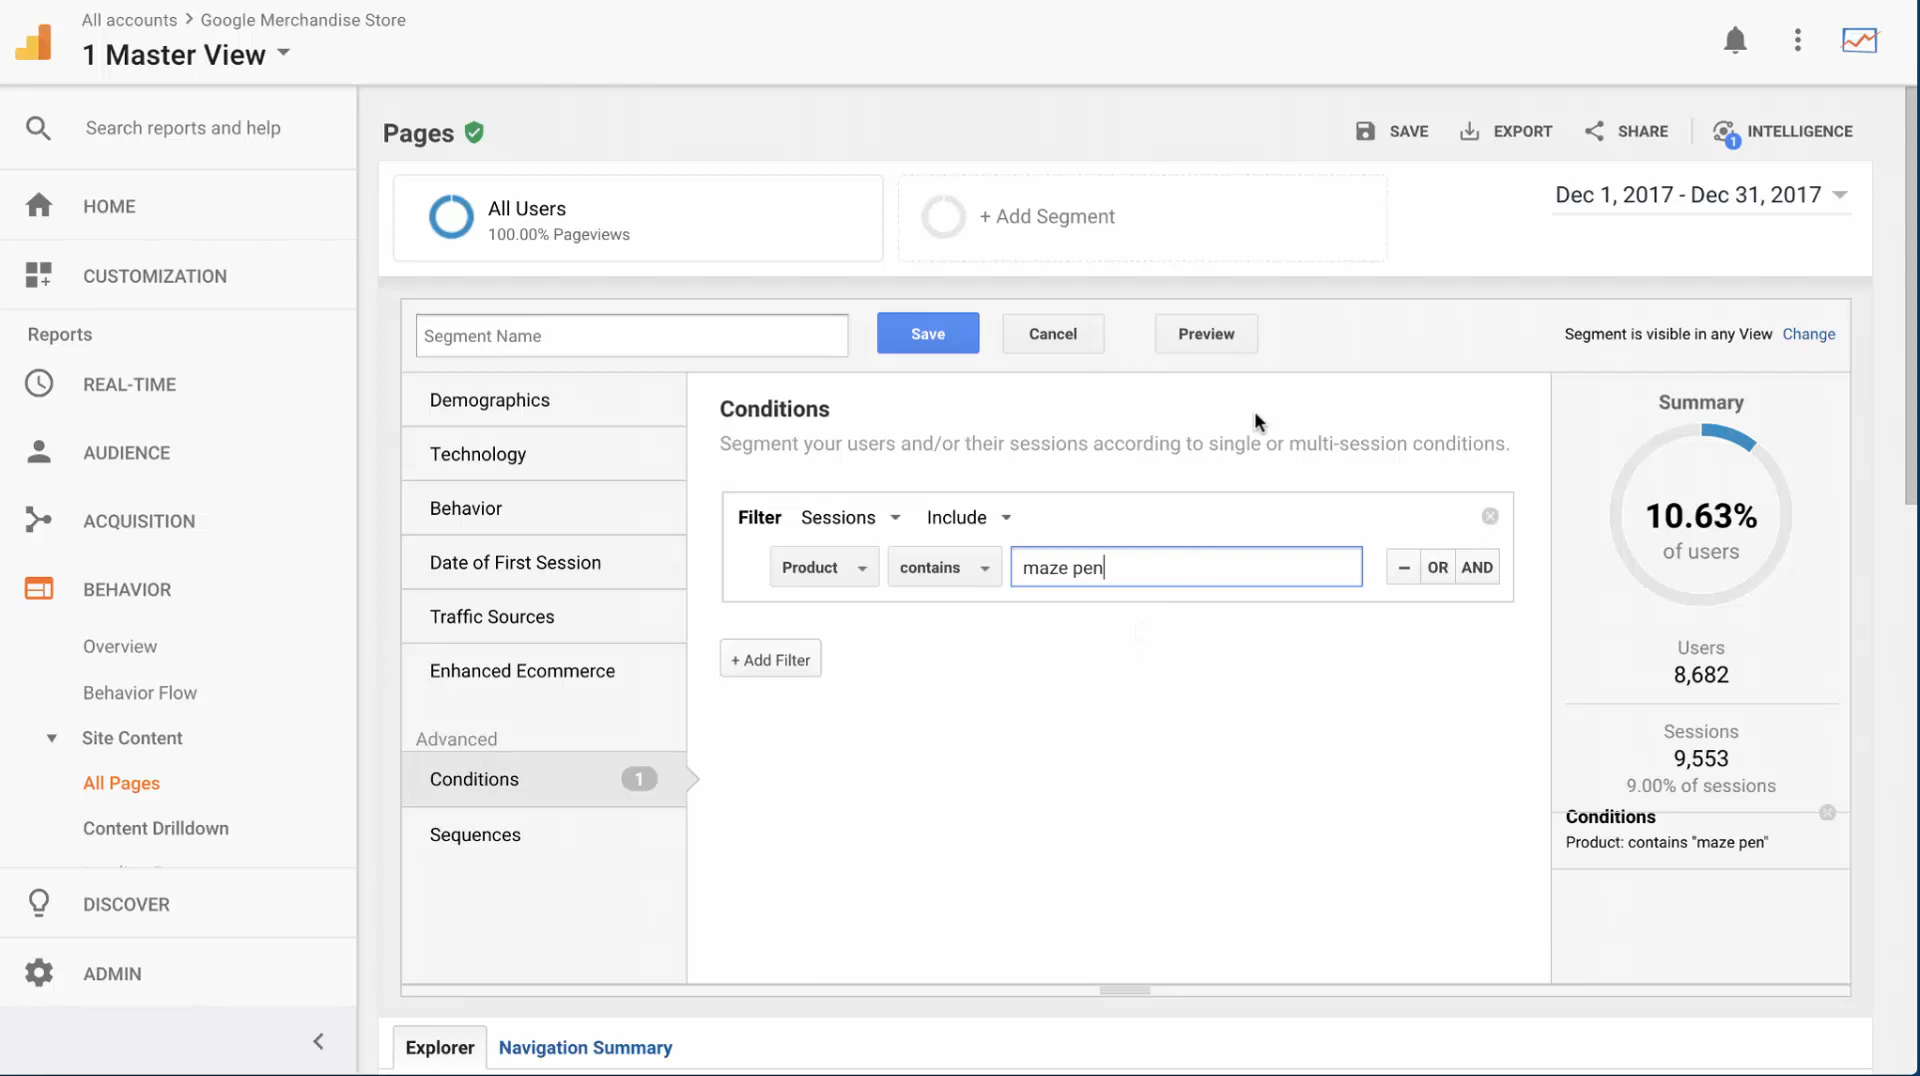 All accounts > Google Merchandise Store
1 Master View
Search reports and help
HOME
CUSTOMIZATION
Reports
REAL-TIME
AUDIENCE
ACQUISITION
BEHAVIOR
Overview
Behavior Flow
Site Content
All Pages
Content Drilldown
DISCOVER
ADMIN
Pages
SAVE
EXPORT
SHARE
1
INTELLIGENCE
All Users
100.00% Pageviews
+ Add Segment
Dec 1, 2017 - Dec 31, 2017
Segment Name
Save
Cancel
Preview
Segment is visible in any View Change
Demographics
Technology
Behavior
Date of First Session
Traffic Sources
Enhanced Ecommerce
Advanced
Conditions 1
Sequences
Conditions
Segment your users and/or their sessions according to single or multi-session conditions.
Filter Sessions Include
Product contains maze pen – OR AND
+ Add Filter
Summary
10.63%
of users
Users
8,682
Sessions
9,553
9.00% of sessions
Conditions
Product: contains "maze pen"
Explorer Navigation Summary